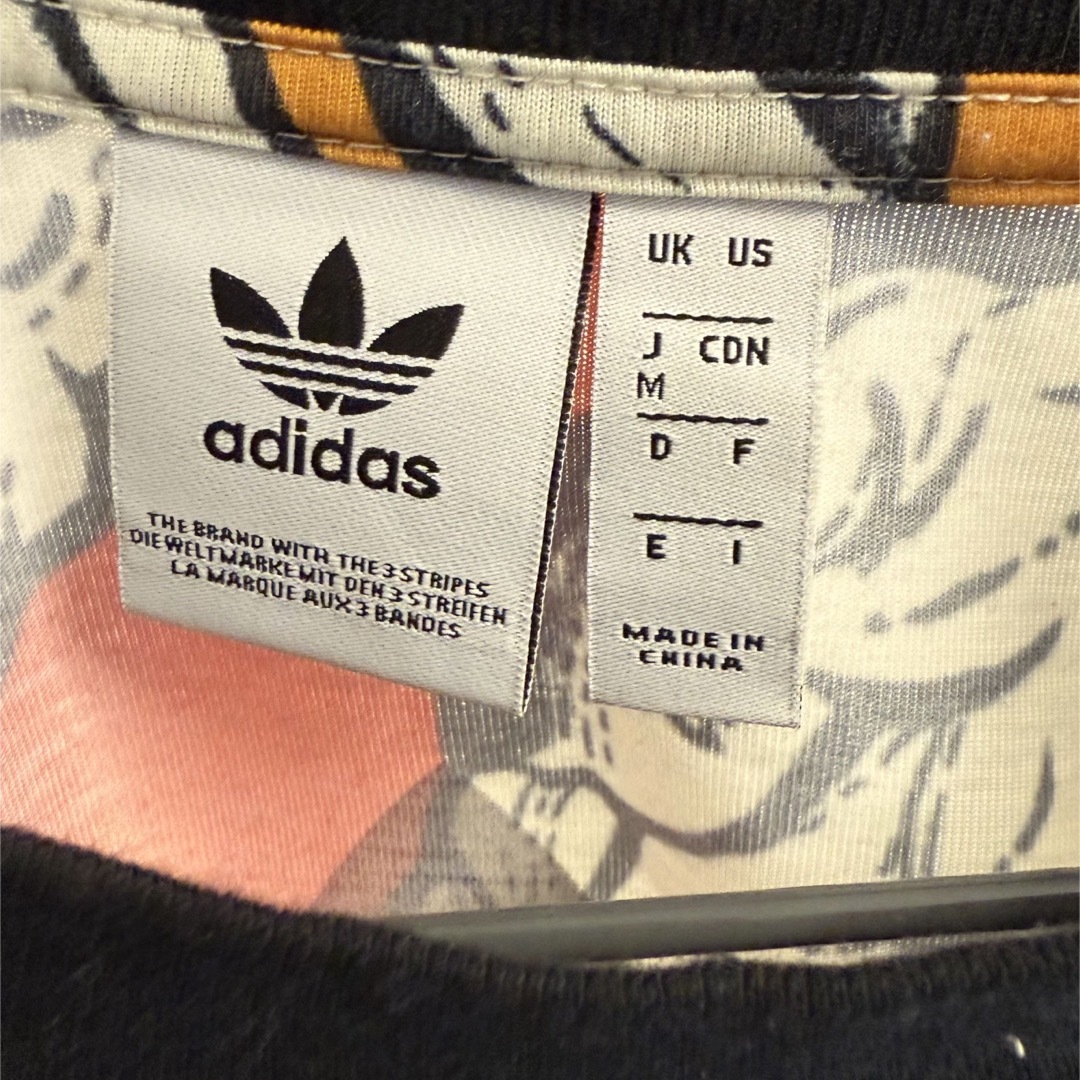 adidas
THE BRAND WITH THE 3 STRIPES
DIE WELTMARKE MIT DEN 3 STREIFEN
LA MARQUE AUX 3 BANDES
UK US
J CDN
M
D F
E I
MADE IN
CHINA